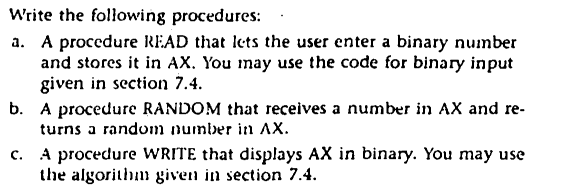 Write the following procedures:
a. A procedure READ that lets the user enter a binary number
and stores it in AX. You may use the code for binary input
given in section 7.4.
b. A procedure RANDOM that receives a number in AX and re-
turns a random number in AX.
c. A procedure WRITE that displays AX in binary. You may use
the algorithm given in section 7.4.